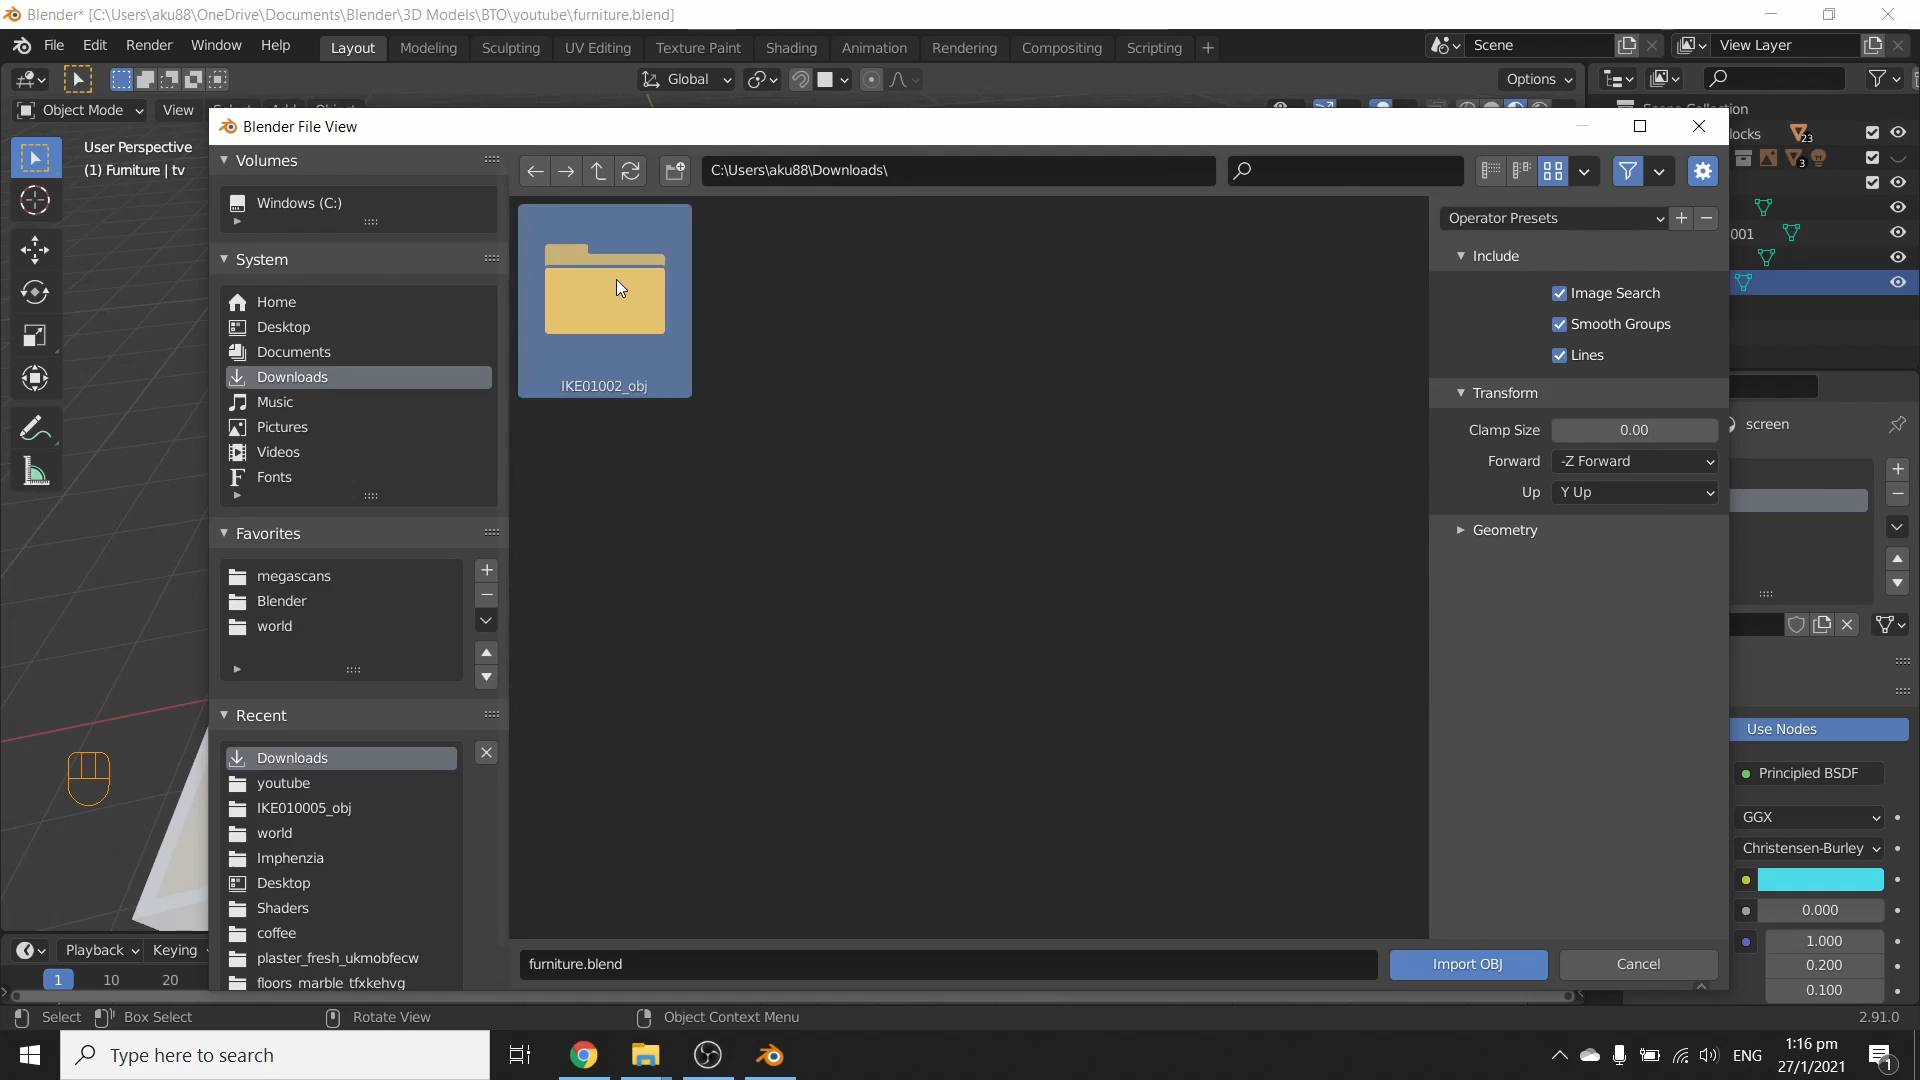 Blender* [C:\Users\aku88\OneDrive\Documents\Blender\3D Models\BTO\youtube\furniture.blend]
File Edit Render Window Help Layout Modeling Sculpting UV Editing Texture Paint Shading Animation Rendering Compositing Scripting + Scene View Layer
Global Options
Object Mode View
User Perspective
(1) Furniture | tv
Blender File View
Volumes
Windows (C:)
System
Home
Desktop
Documents
Downloads
Music
Pictures
Videos
Fonts
Favorites
megascans
Blender
world
Recent
Downloads
youtube
IKE010005_obj
world
Imphenzia
Desktop
Shaders
coffee
plaster_fresh_ukmobfecw
floors_marble_tfxkehvg
C:\Users\aku88\Downloads\
IKE01002_obj
Operator Presets
Include
Image Search
Smooth Groups
Lines
Transform
Clamp Size 0.00
Forward -Z Forward
Up Y Up
Geometry
furniture.blend
Import OBJ
Cancel
23
3
001
screen
Use Nodes
Principled BSDF
GGX
Christensen-Burley
0.000
1.000
0.200
0.100
Playback Keying
1 10 20
Select Box Select Rotate View Object Context Menu 2.91.0
Type here to search
ENG
1:16 pm
27/1/2021
1